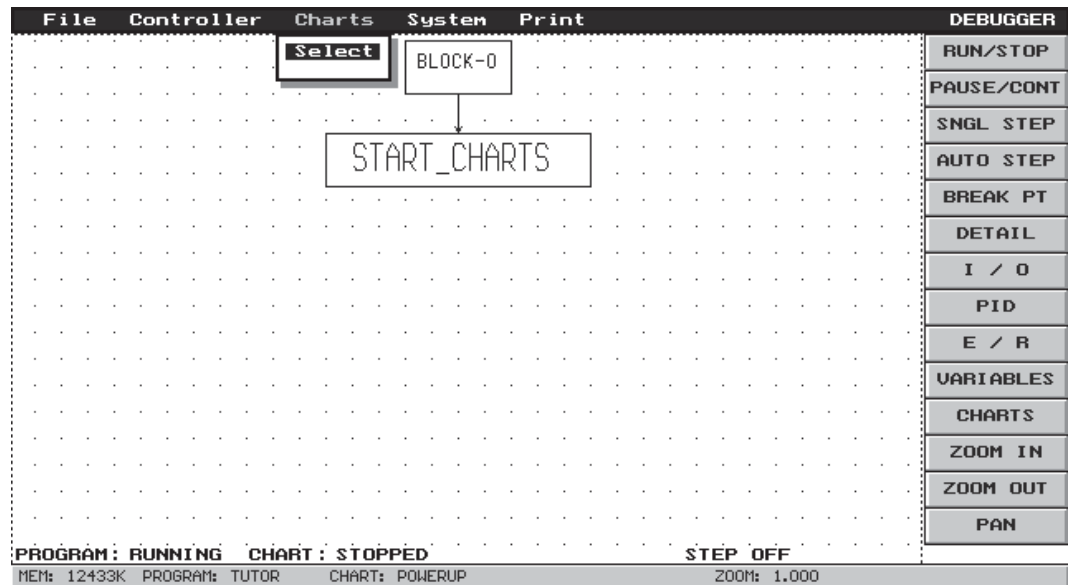 File Controller Charts System Print DEBUGGER
Select
BLOCK-0
START_CHARTS
RUN/STOP
PAUSE/CONT
SNGL STEP
AUTO STEP
BREAK PT
DETAIL
I / O
PID
E / R
VARIABLES
CHARTS
ZOOM IN
ZOOM OUT
PAN
PROGRAM: RUNNING CHART: STOPPED STEP OFF
MEM: 12433K PROGRAM: TUTOR CHART: POWERUP ZOOM: 1.000